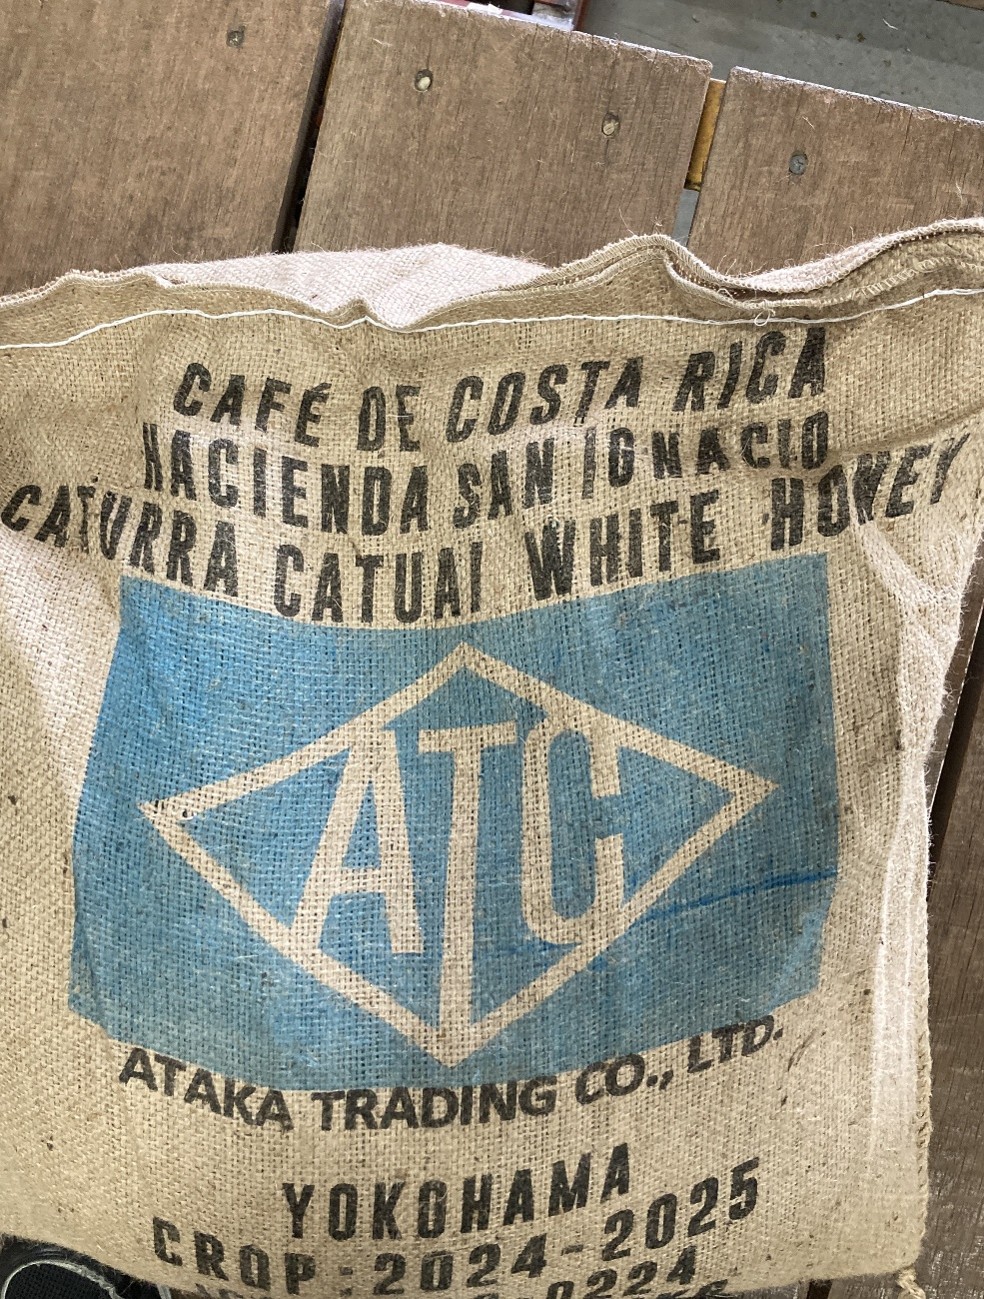 CAFÉ DE COSTA RICA
HACIENDA SAN IGNACIO
CATURRA CATUAI WHITE HONEY
ATC
ATAKA TRADING CO., LTD.
YOKOHAMA
CROP: 2024-2025